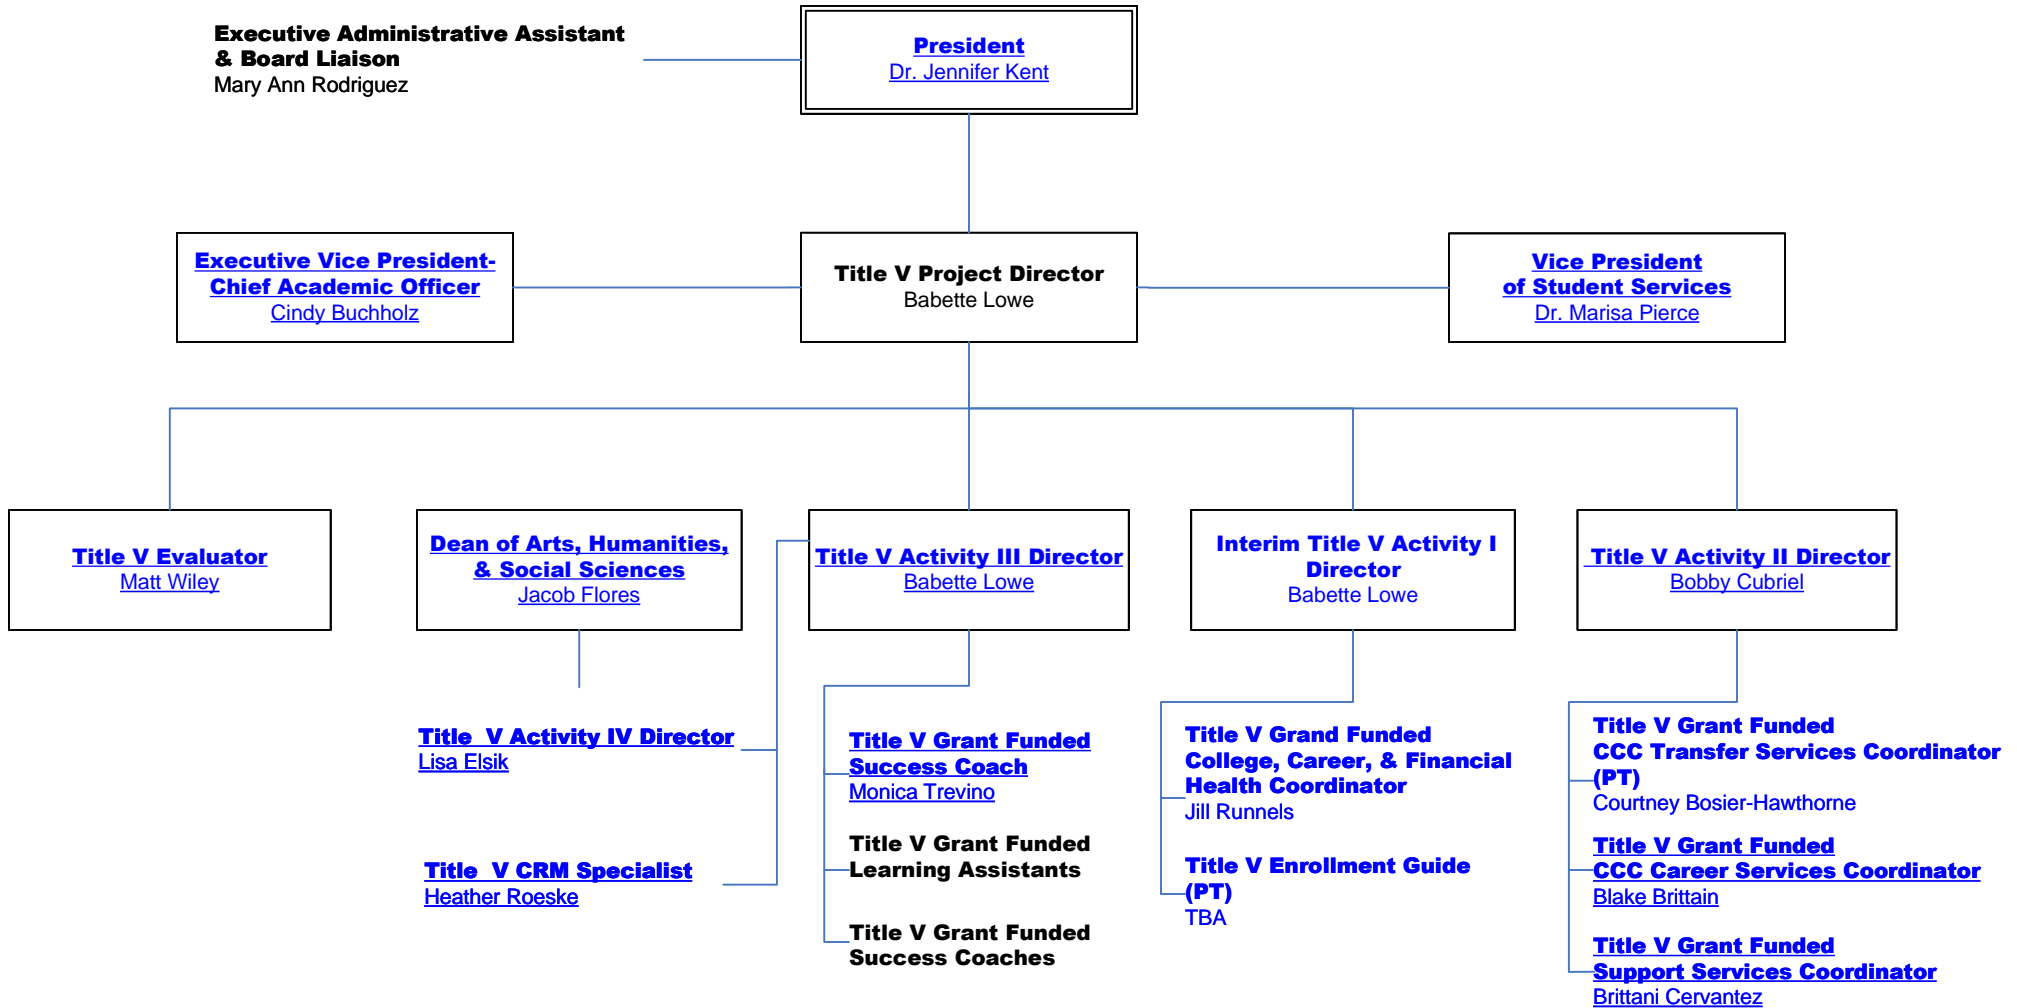 Executive Administrative Assistant
& Board Liaison
Mary Ann Rodriguez
President
Dr. Jennifer Kent
Executive Vice President-
Chief Academic Officer
Cindy Buchholz
Title V Project Director
Babette Lowe
Vice President
of Student Services
Dr. Marisa Pierce
Title V Evaluator
Matt Wiley
Dean of Arts, Humanities,
& Social Sciences
Jacob Flores
Title V Activity III Director
Babette Lowe
Interim Title V Activity I
Director
Babette Lowe
Title V Activity II Director
Bobby Cubriel
Title V Activity IV Director
Lisa Elsik
Title V CRM Specialist
Heather Roeske
Title V Grant Funded
Success Coach
Monica Trevino
Title V Grant Funded
Learning Assistants
Title V Grant Funded
Success Coaches
Title V Grand Funded
College, Career, & Financial
Health Coordinator
Jill Runnels
Title V Enrollment Guide
(PT)
TBA
Title V Grant Funded
CCC Transfer Services Coordinator
(PT)
Courtney Bosier-Hawthorne
Title V Grant Funded
CCC Career Services Coordinator
Blake Brittain
Title V Grant Funded
Support Services Coordinator
Brittani Cervantez